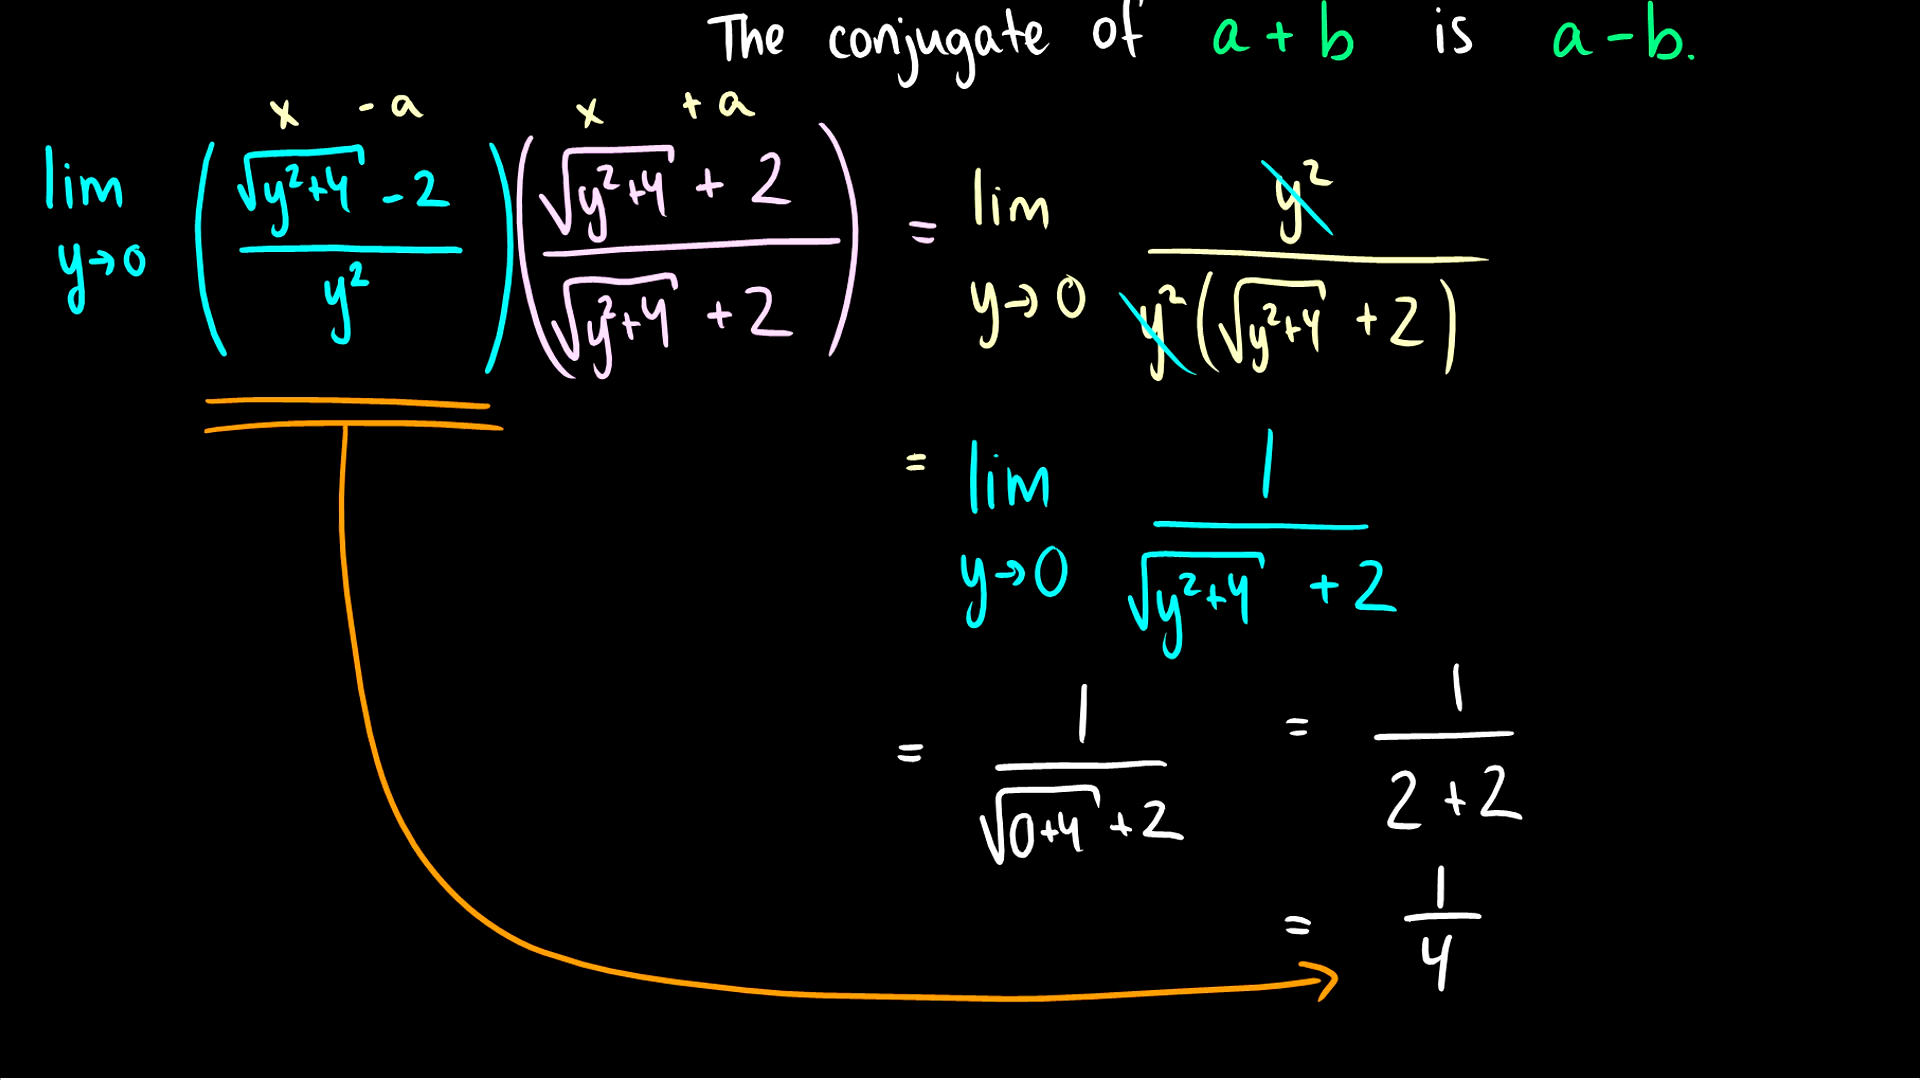 The conjugate of a + b is a - b.
x - a x + a
lim y→0 ( (√(y²+4) - 2) / y² ) ( (√(y²+4) + 2) / (√(y²+4) + 2) ) = lim y→0 y² / ( y² (√(y²+4) + 2) )
= lim y→0 1 / ( √(y²+4) + 2 )
= 1 / ( √(0+4) + 2 ) = 1 / ( 2 + 2 )
= 1 / 4